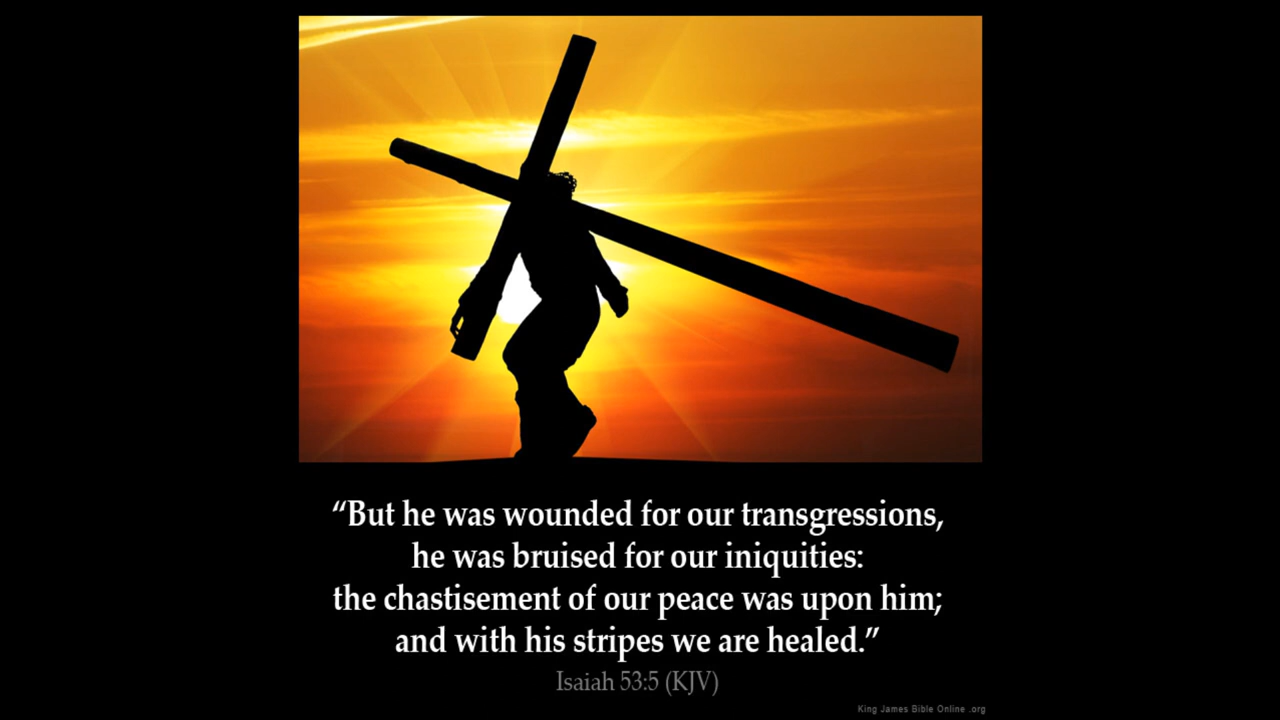 “But he was wounded for our transgressions,
he was bruised for our iniquities:
the chastisement of our peace was upon him;
and with his stripes we are healed.”
Isaiah 53:5 (KJV)
King James Bible Online .org